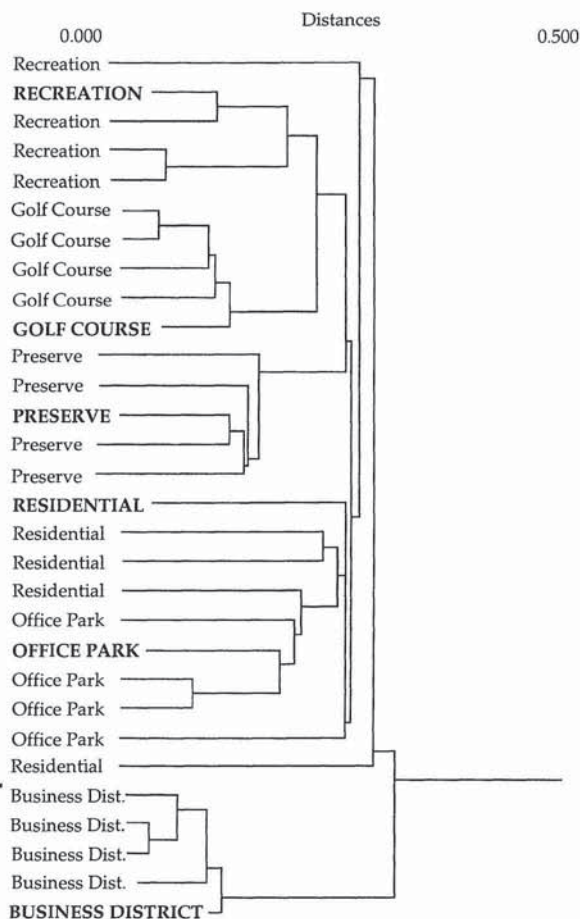 Distances
0.000 0.500
Recreation
RECREATION
Recreation
Recreation
Recreation
Golf Course
Golf Course
Golf Course
Golf Course
GOLF COURSE
Preserve
Preserve
PRESERVE
Preserve
Preserve
RESIDENTIAL
Residential
Residential
Residential
Office Park
OFFICE PARK
Office Park
Office Park
Office Park
Residential
Business Dist.
Business Dist.
Business Dist.
Business Dist.
BUSINESS DISTRICT